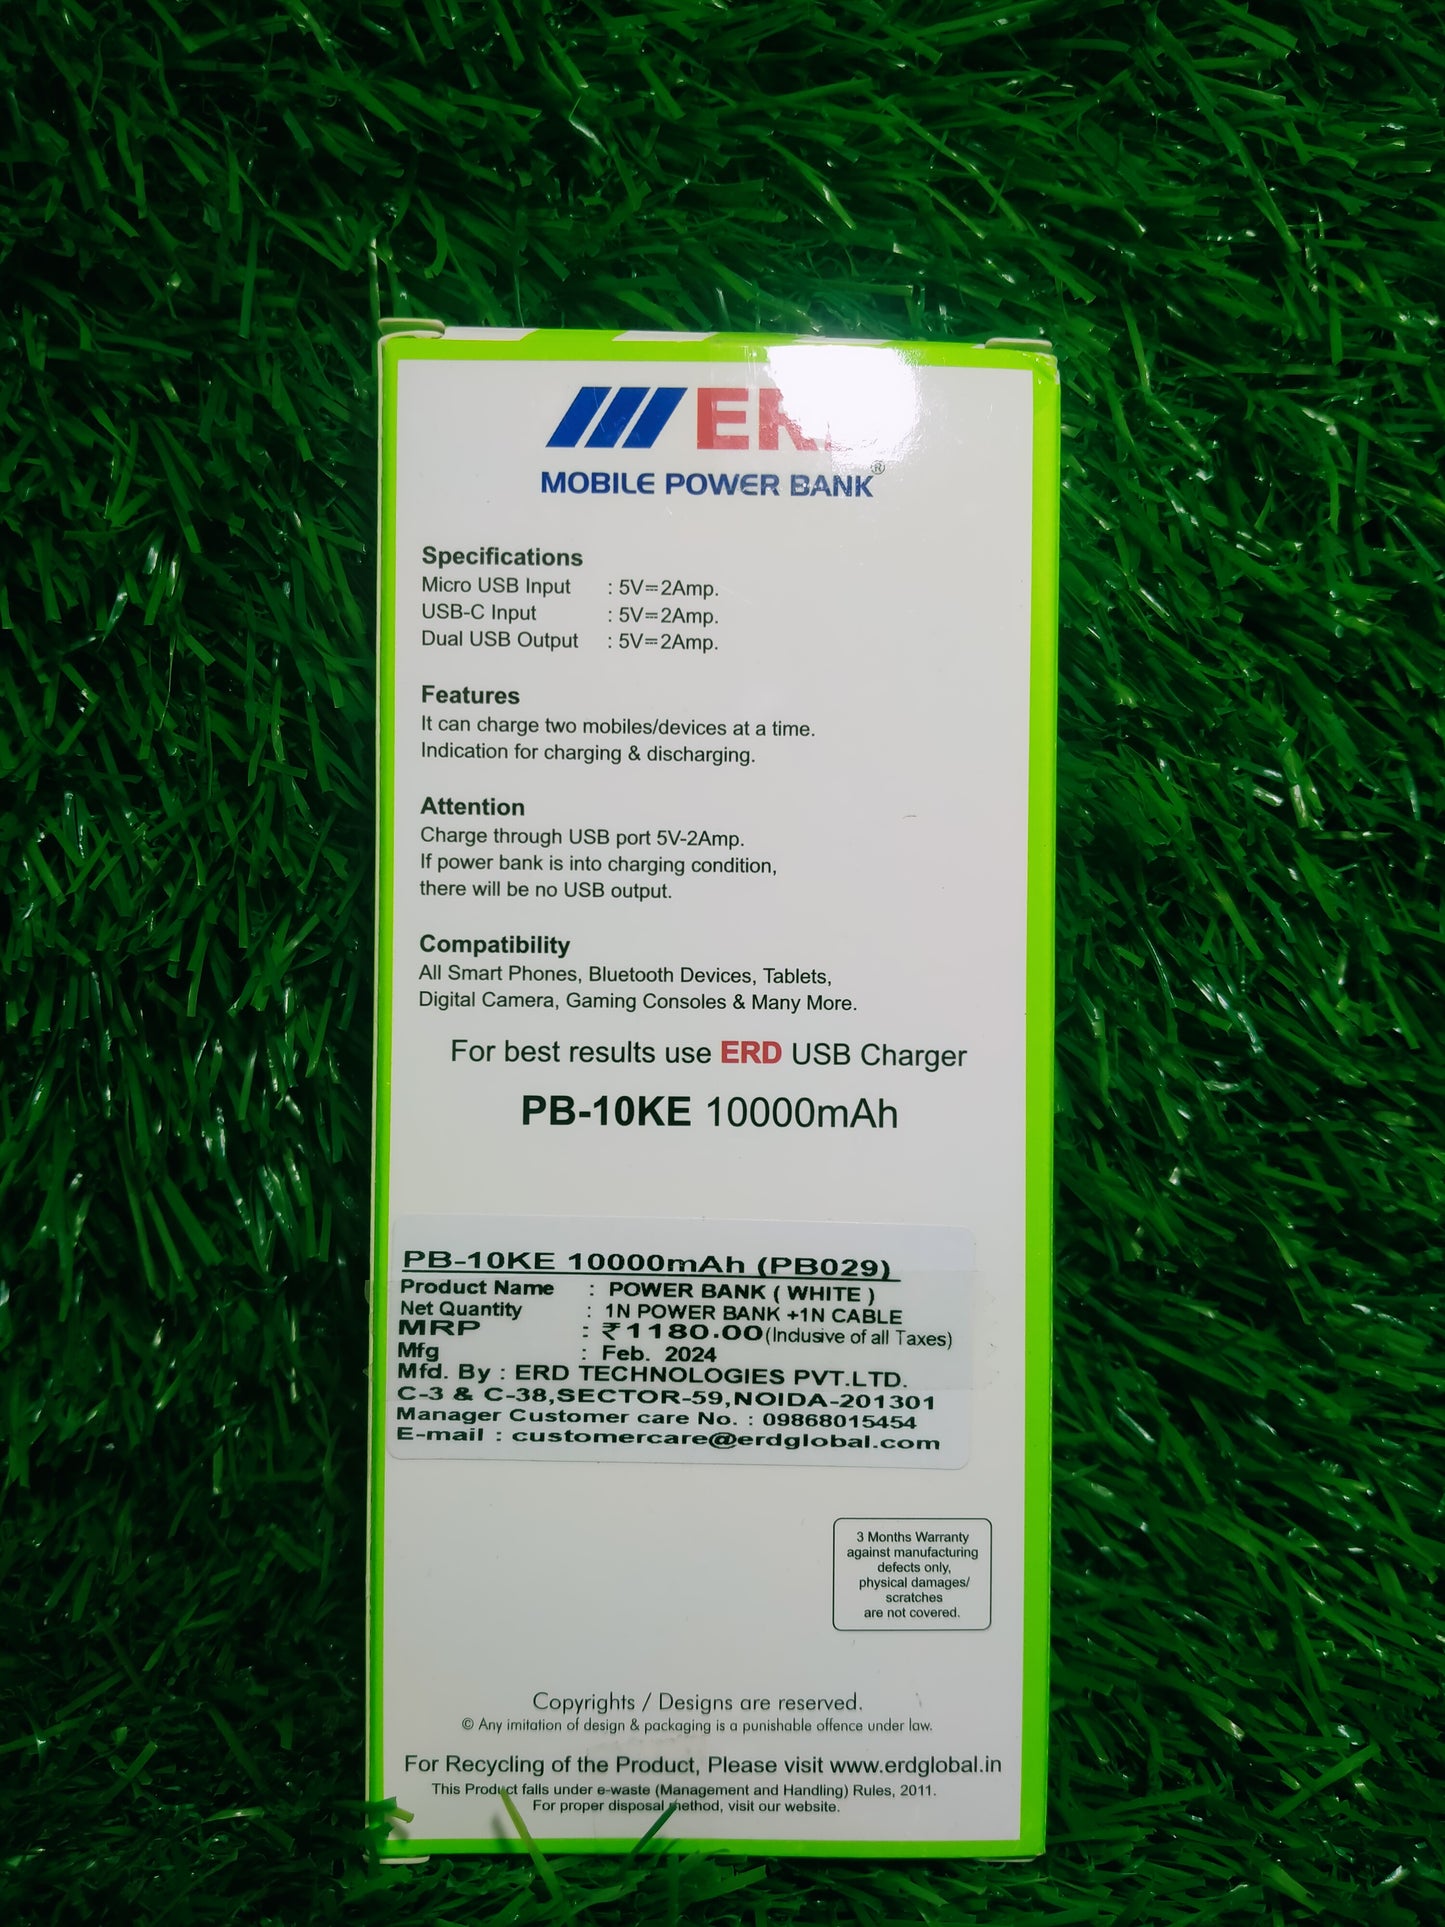 ERD
MOBILE POWER BANK®
Specifications
Micro USB Input : 5V=2Amp.
USB-C Input : 5V=2Amp.
Dual USB Output : 5V=2Amp.
Features
It can charge two mobiles/devices at a time.
Indication for charging & discharging.
Attention
Charge through USB port 5V-2Amp.
If power bank is into charging condition,
there will be no USB output.
Compatibility
All Smart Phones, Bluetooth Devices, Tablets,
Digital Camera, Gaming Consoles & Many More.
For best results use ERD USB Charger
PB-10KE 10000mAh
PB-10KE 10000mAh (PB029)
Product Name : POWER BANK ( WHITE )
Net Quantity : 1N POWER BANK +1N CABLE
MRP : ₹1180.00(Inclusive of all Taxes)
Mfg : Feb. 2024
Mfd. By : ERD TECHNOLOGIES PVT.LTD.
C-3 & C-38,SECTOR-59,NOIDA-201301
Manager Customer care No. : 09868015454
E-mail : customercare@erdglobal.com
3 Months Warranty
against manufacturing
defects only,
physical damages/
scratches
are not covered.
Copyrights / Designs are reserved.
© Any imitation of design & packaging is a punishable offence under law.
For Recycling of the Product, Please visit www.erdglobal.in
This Product falls under e-waste (Management and Handling) Rules, 2011.
For proper disposal method, visit our website.